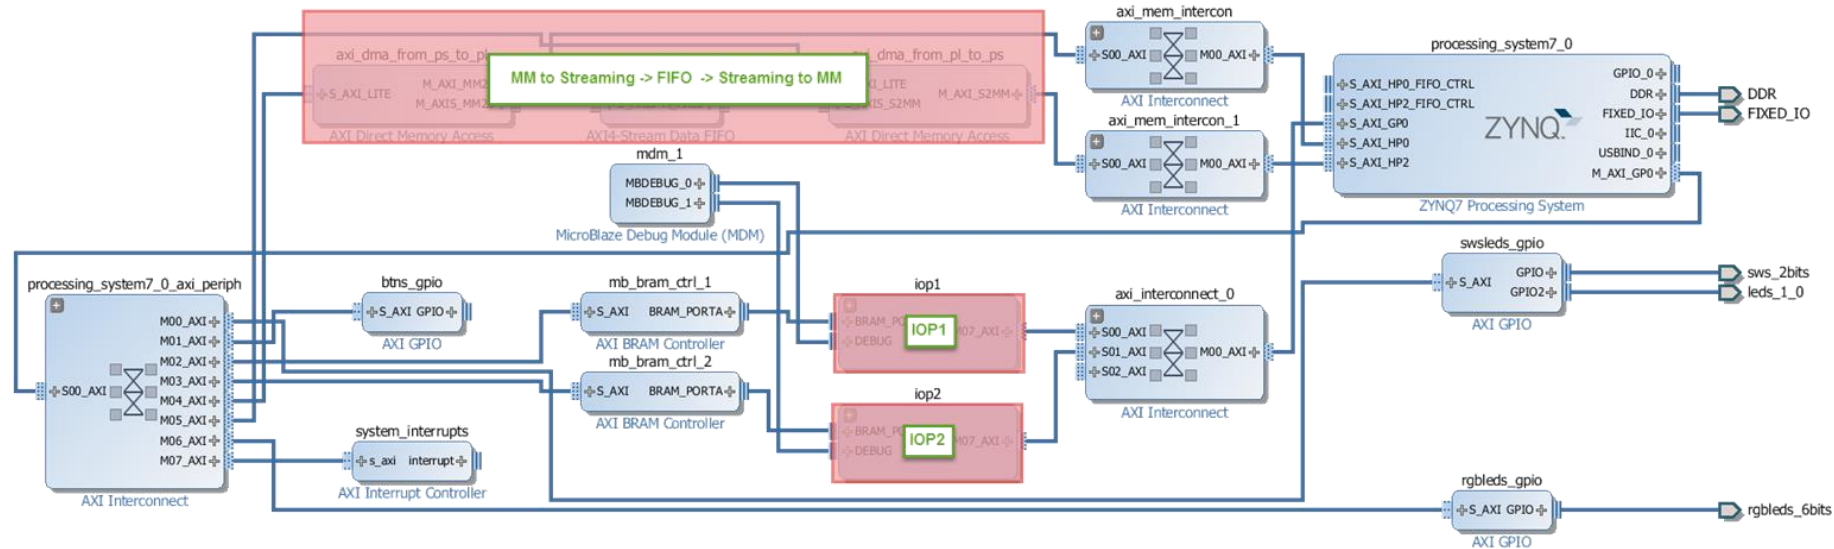 axi_mem_intercon
S00_AXI M00_AXI
AXI Interconnect
axi_dma_from_ps_to_pl
S_AXI_LITE
M_AXI_MM2
M_AXIS_MM2
AXI Direct Memory Access
MM to Streaming -> FIFO -> Streaming to MM
AXI4-Stream Data FIFO
dma_from_pl_to_ps
XI_LITE
XIS_S2MM
M_AXI_S2MM
AXI Direct Memory Access
axi_mem_intercon_1
S00_AXI M00_AXI
AXI Interconnect
processing_system7_0
S_AXI_HP0_FIFO_CTRL
S_AXI_HP2_FIFO_CTRL
S_AXI_GP0
S_AXI_HP0
S_AXI_HP2
ZYNQ
GPIO_0
DDR
FIXED_IO
IIC_0
USBIND_0
M_AXI_GP0
ZYNQ7 Processing System
DDR
FIXED_IO
mdm_1
MBDEBUG_0
MBDEBUG_1
MicroBlaze Debug Module (MDM)
processing_system7_0_axi_periph
S00_AXI
M00_AXI
M01_AXI
M02_AXI
M03_AXI
M04_AXI
M05_AXI
M06_AXI
M07_AXI
AXI Interconnect
btns_gpio
S_AXI GPIO
AXI GPIO
system_interrupts
s_axi interrupt
AXI Interrupt Controller
mb_bram_ctrl_1
S_AXI BRAM_PORTA
AXI BRAM Controller
mb_bram_ctrl_2
S_AXI BRAM_PORTA
AXI BRAM Controller
iop1
BRAM_PO
DEBUG
IOP1
M07_AXI
iop2
BRAM_PO
DEBUG
IOP2
M07_AXI
axi_interconnect_0
S00_AXI
S01_AXI M00_AXI
S02_AXI
AXI Interconnect
swsleds_gpio
S_AXI
GPIO
GPIO2
AXI GPIO
sws_2bits
leds_1_0
rgbleds_gpio
S_AXI GPIO
AXI GPIO
rgbleds_6bits